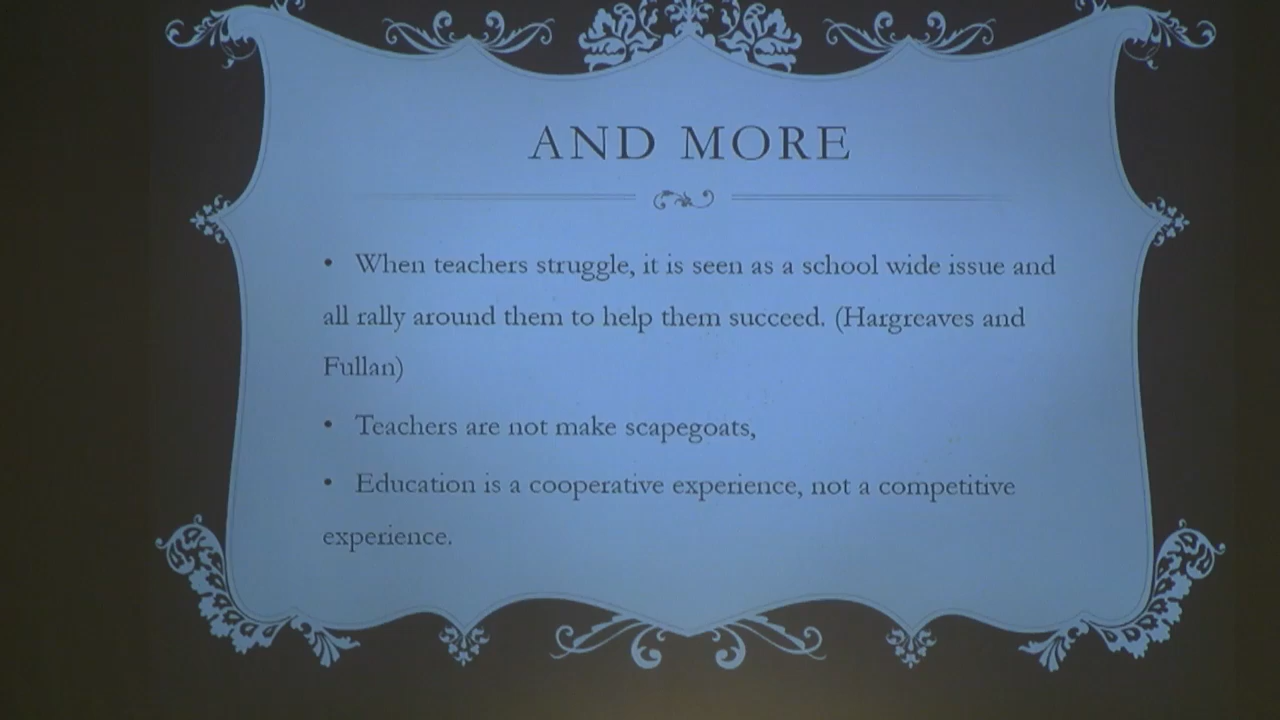 AND MORE
• When teachers struggle, it is seen as a school wide issue and
all rally around them to help them succeed. (Hargreaves and
Fullan)
• Teachers are not make scapegoats,
• Education is a cooperative experience, not a competitive
experience.